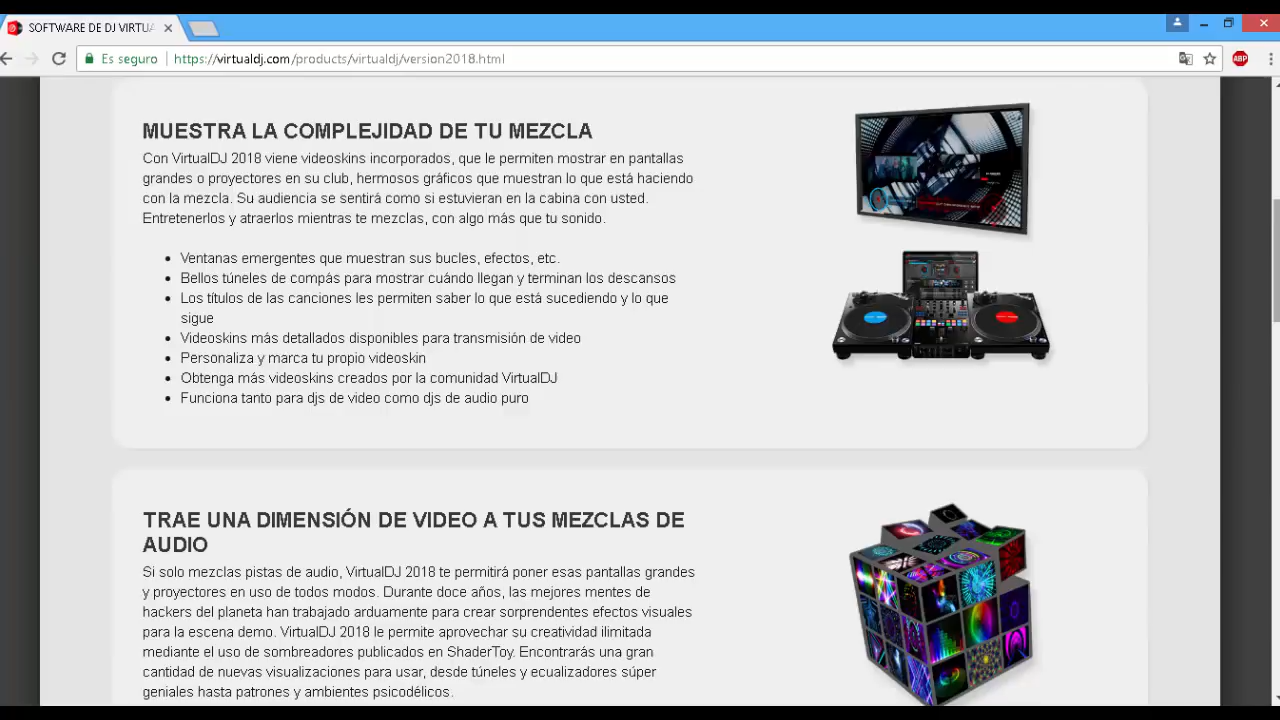 SOFTWARE DE DJ VIRTUA
Es seguro
https://virtualdj.com/products/virtualdj/version2018.html
ABP
MUESTRA LA COMPLEJIDAD DE TU MEZCLA
Con VirtualDJ 2018 viene videoskins incorporados, que le permiten mostrar en pantallas
grandes o proyectores en su club, hermosos gráficos que muestran lo que está haciendo
con la mezcla. Su audiencia se sentirá como si estuvieran en la cabina con usted.
Entretenerlos y atraerlos mientras te mezclas, con algo más que tu sonido.
Ventanas emergentes que muestran sus bucles, efectos, etc.
Bellos túneles de compás para mostrar cuándo llegan y terminan los descansos
Los títulos de las canciones les permiten saber lo que está sucediendo y lo que
sigue
Videoskins más detallados disponibles para transmisión de video
Personaliza y marca tu propio videoskin
Obtenga más videoskins creados por la comunidad VirtualDJ
Funciona tanto para djs de video como djs de audio puro
TRAE UNA DIMENSIÓN DE VIDEO A TUS MEZCLAS DE
AUDIO
Si solo mezclas pistas de audio, VirtualDJ 2018 te permitirá poner esas pantallas grandes
y proyectores en uso de todos modos. Durante doce años, las mejores mentes de
hackers del planeta han trabajado arduamente para crear sorprendentes efectos visuales
para la escena demo. VirtualDJ 2018 le permite aprovechar su creatividad ilimitada
mediante el uso de sombreadores publicados en ShaderToy. Encontrarás una gran
cantidad de nuevas visualizaciones para usar, desde túneles y ecualizadores súper
geniales hasta patrones y ambientes psicodélicos.